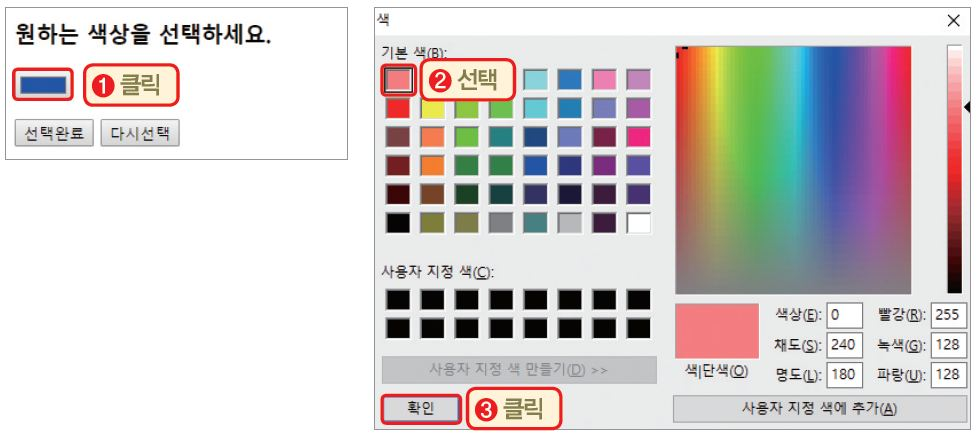 원하는 색상을 선택하세요.
❶ 클릭
선택완료 다시선택
색
기본 색(B):
❷ 선택
사용자 지정 색(C):
사용자 지정 색 만들기(D) >>
확인
❸ 클릭
색|단색(O)
색상(E): 0
채도(S): 240
명도(L): 180
빨강(R): 255
녹색(G): 128
파랑(U): 128
사용자 지정 색에 추가(A)